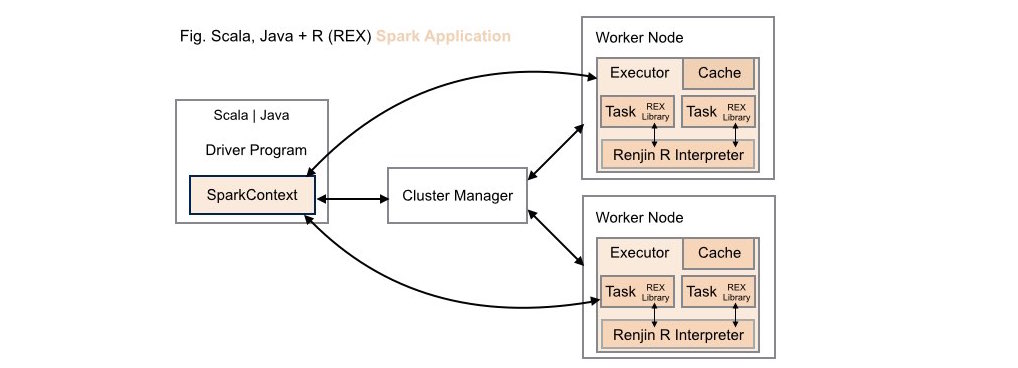 Fig. Scala, Java + R (REX) Spark Application
Scala | Java
Driver Program
SparkContext
Cluster Manager
Worker Node
Executor
Cache
Task
REX
Library
Task
REX
Library
Renjin R Interpreter
Worker Node
Executor
Cache
Task
REX
Library
Task
REX
Library
Renjin R Interpreter